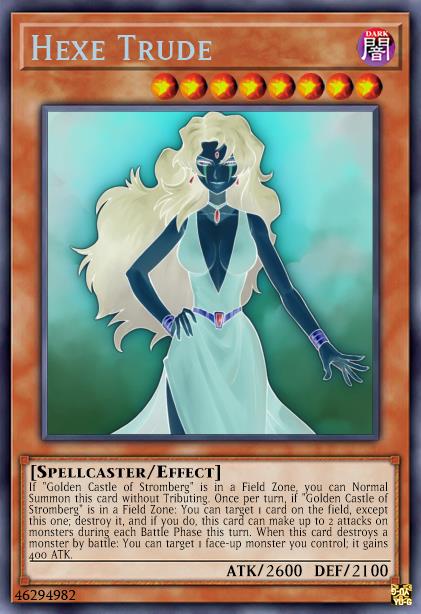 Hexe Trude
DARK
闇
[Spellcaster/Effect]
If "Golden Castle of Stromberg" is in a Field Zone, you can Normal
Summon this card without Tributing. Once per turn, if "Golden Castle of
Stromberg" is in a Field Zone: You can target 1 card on the field, except
this one; destroy it, and if you do, this card can make up to 2 attacks on
monsters during each Battle Phase this turn. When this card destroys a
monster by battle: You can target 1 face-up monster you control; it gains
400 ATK.
ATK/2600 DEF/2100
46294982